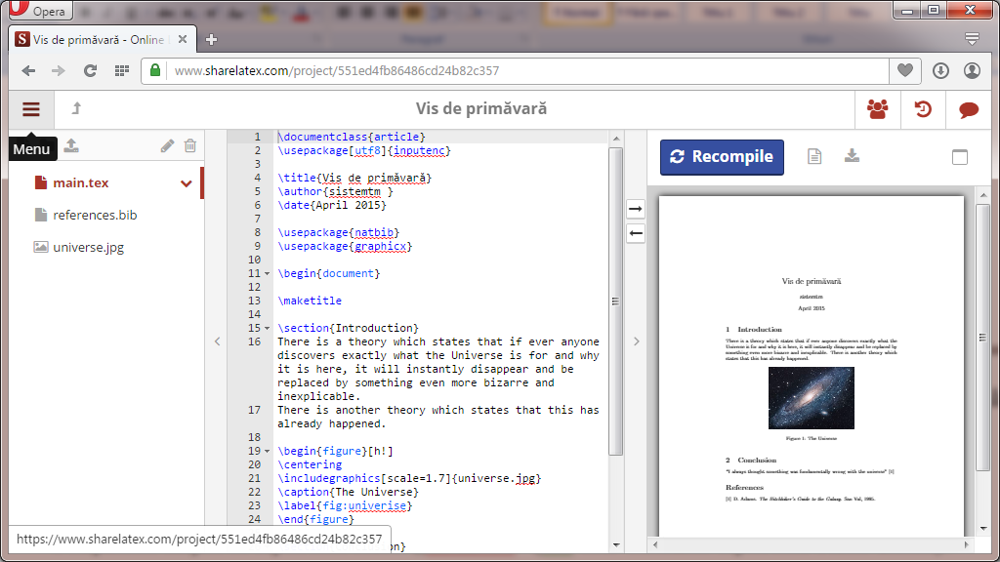 Opera
Vis de primăvară - Online
www.sharelatex.com/project/551ed4fb86486cd24b82c357
Vis de primăvară
Menu
main.tex
references.bib
universe.jpg
1 \documentclass{article}
2 \usepackage[utf8]{inputenc}
3
4 \title{Vis de primăvară}
5 \author{sistemtm }
6 \date{April 2015}
7
8 \usepackage{natbib}
9 \usepackage{graphicx}
10
11 \begin{document}
12
13 \maketitle
14
15 \section{Introduction}
16 There is a theory which states that if ever anyone
discovers exactly what the Universe is for and why
it is here, it will instantly disappear and be
replaced by something even more bizarre and
inexplicable.
17 There is another theory which states that this has
already happened.
18
19 \begin{figure}[h!]
20 \centering
21 \includegraphics[scale=1.7]{universe.jpg}
22 \caption{The Universe}
23 \label{fig:univerise}
24 \end{figure}
on}
https://www.sharelatex.com/project/551ed4fb86486cd24b82c357
Recompile
Vis de primăvară
sistemtm
April 2015
1 Introduction
There is a theory which states that if ever anyone discovers exactly what the
Universe is for and why it is here, it will instantly disappear and be replaced by
something even more bizarre and inexplicable. There is another theory which
states that this has already happened.
Figure 1: The Universe
2 Conclusion
"I always thought something was fundamentally wrong with the universe" [1]
References
[1] D. Adams. The Hitchhiker's Guide to the Galaxy. San Val, 1995.